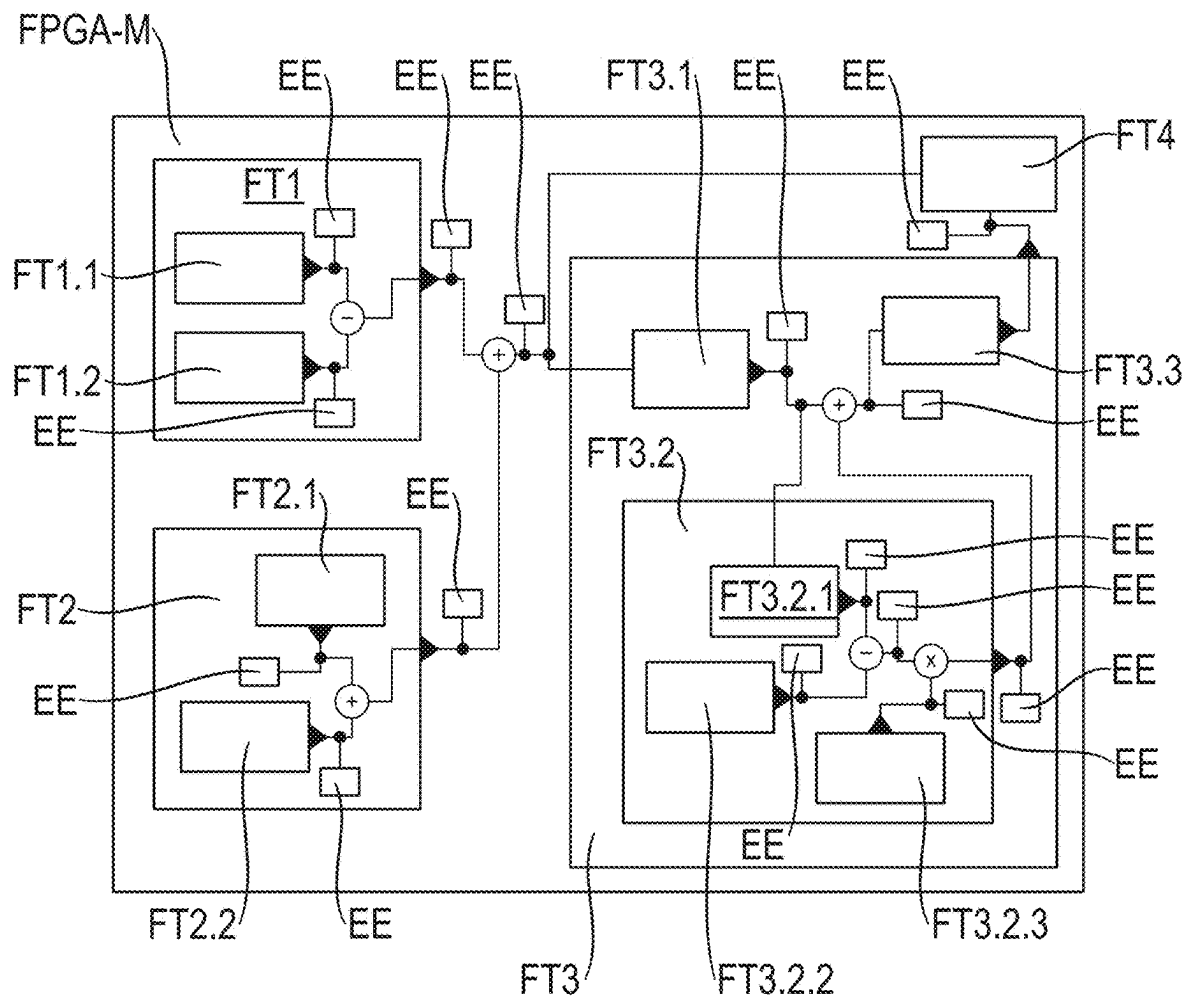 FPGA-M
EE
EE
EE
FT3.1
EE
EE
FT4
FT1
FT1.1
FT1.2
FT3.3
EE
EE
FT3.2
FT2.1
EE
EE
FT3.2.1
EE
FT2
-
-
+
+
+
-
x
EE
EE
EE
EE
FT2.2
EE
FT3.2.3
FT3
FT3.2.2